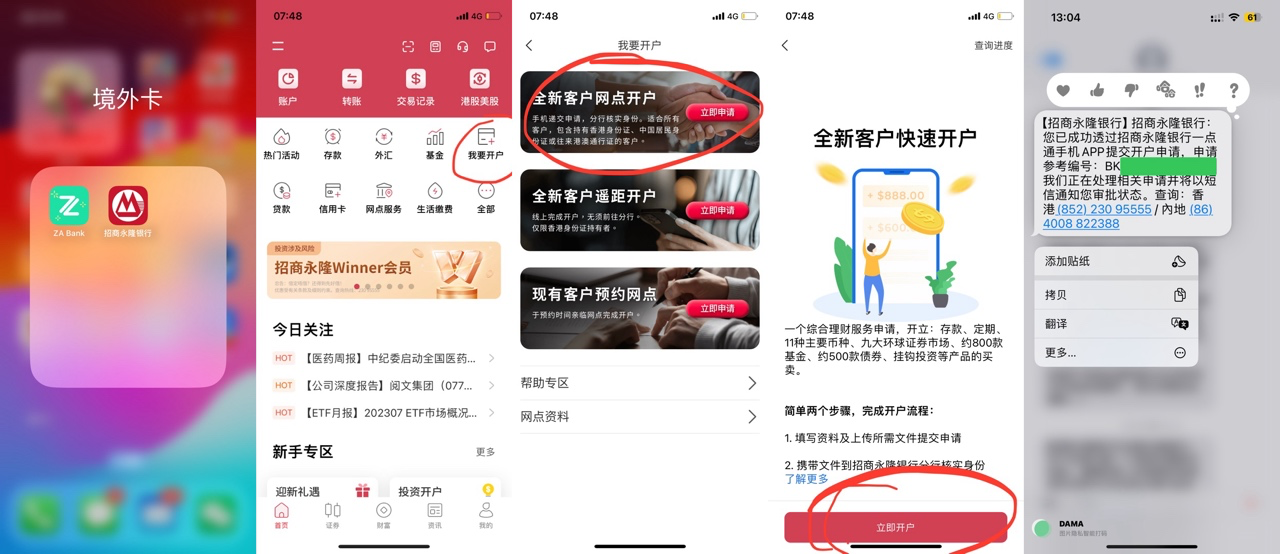 境外卡
ZA Bank
招商永隆银行
07:48
4G
账户
转账
交易记录
港股美股
热门活动
存款
外汇
基金
我要开户
贷款
信用卡
网点服务
生活缴费
全部
投资涉及风险
招商永隆Winner会员
今日关注
HOT 【医药周报】中纪委启动全国医药...
HOT 【公司深度报告】阅文集团（077...
HOT 【ETF月报】202307 ETF市场概况...
新手专区
更多
迎新礼遇
投资开户
首页
证券
财富
资讯
我的
07:48
4G
我要开户
全新客户网点开户
手机递交申请，分行核实身份。适合所有
客户，包含持有香港身份证、中国居民身
份证或往来港澳通行证的客户。
立即申请
全新客户遥距开户
线上完成开户，无须前往分行。
仅限香港身份证持有者。
立即申请
现有客户预约网点
于预约时间亲临网点完成开户。
立即申请
帮助专区
网点资料
07:48
4G
查询进度
全新客户快速开户
+ $888.00
一个综合理财服务申请，开立：存款、定期、
11种主要币种、九大环球证券市场、约800款
基金、约500款债券、挂钩投资等产品的买
卖。
简单两个步骤，完成开户流程：
1. 填写资料及上传所需文件提交申请
2. 携带文件到招商永隆银行分行核实身份
了解更多
立即开户
13:04
61
【招商永隆银行】招商永隆银行：
您已成功透过招商永隆银行一点
通手机APP提交开户申请，申请
参考编号：BK
我们正在处理相关申请并将以短
信通知您审批状态。查询：香
港(852) 230 95555 / 內地 (86)
4008 822388
添加贴纸
拷贝
翻译
更多...
DAMA
图片隐私智能打码